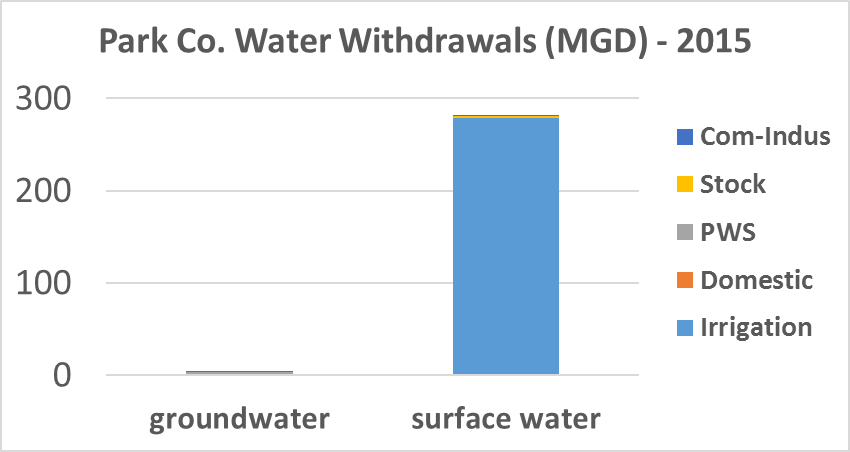 Park Co. Water Withdrawals (MGD) - 2015
300
200
100
0
groundwater
surface water
Com-Indus
Stock
PWS
Domestic
Irrigation